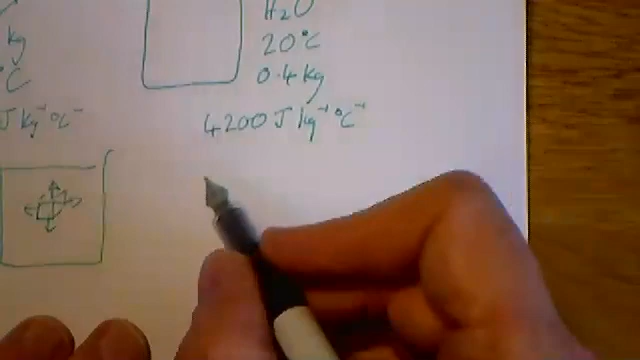 kg
°C
J kg⁻¹ °C⁻¹
H₂O
20°C
0.4 kg
4200 J kg⁻¹ °C⁻¹